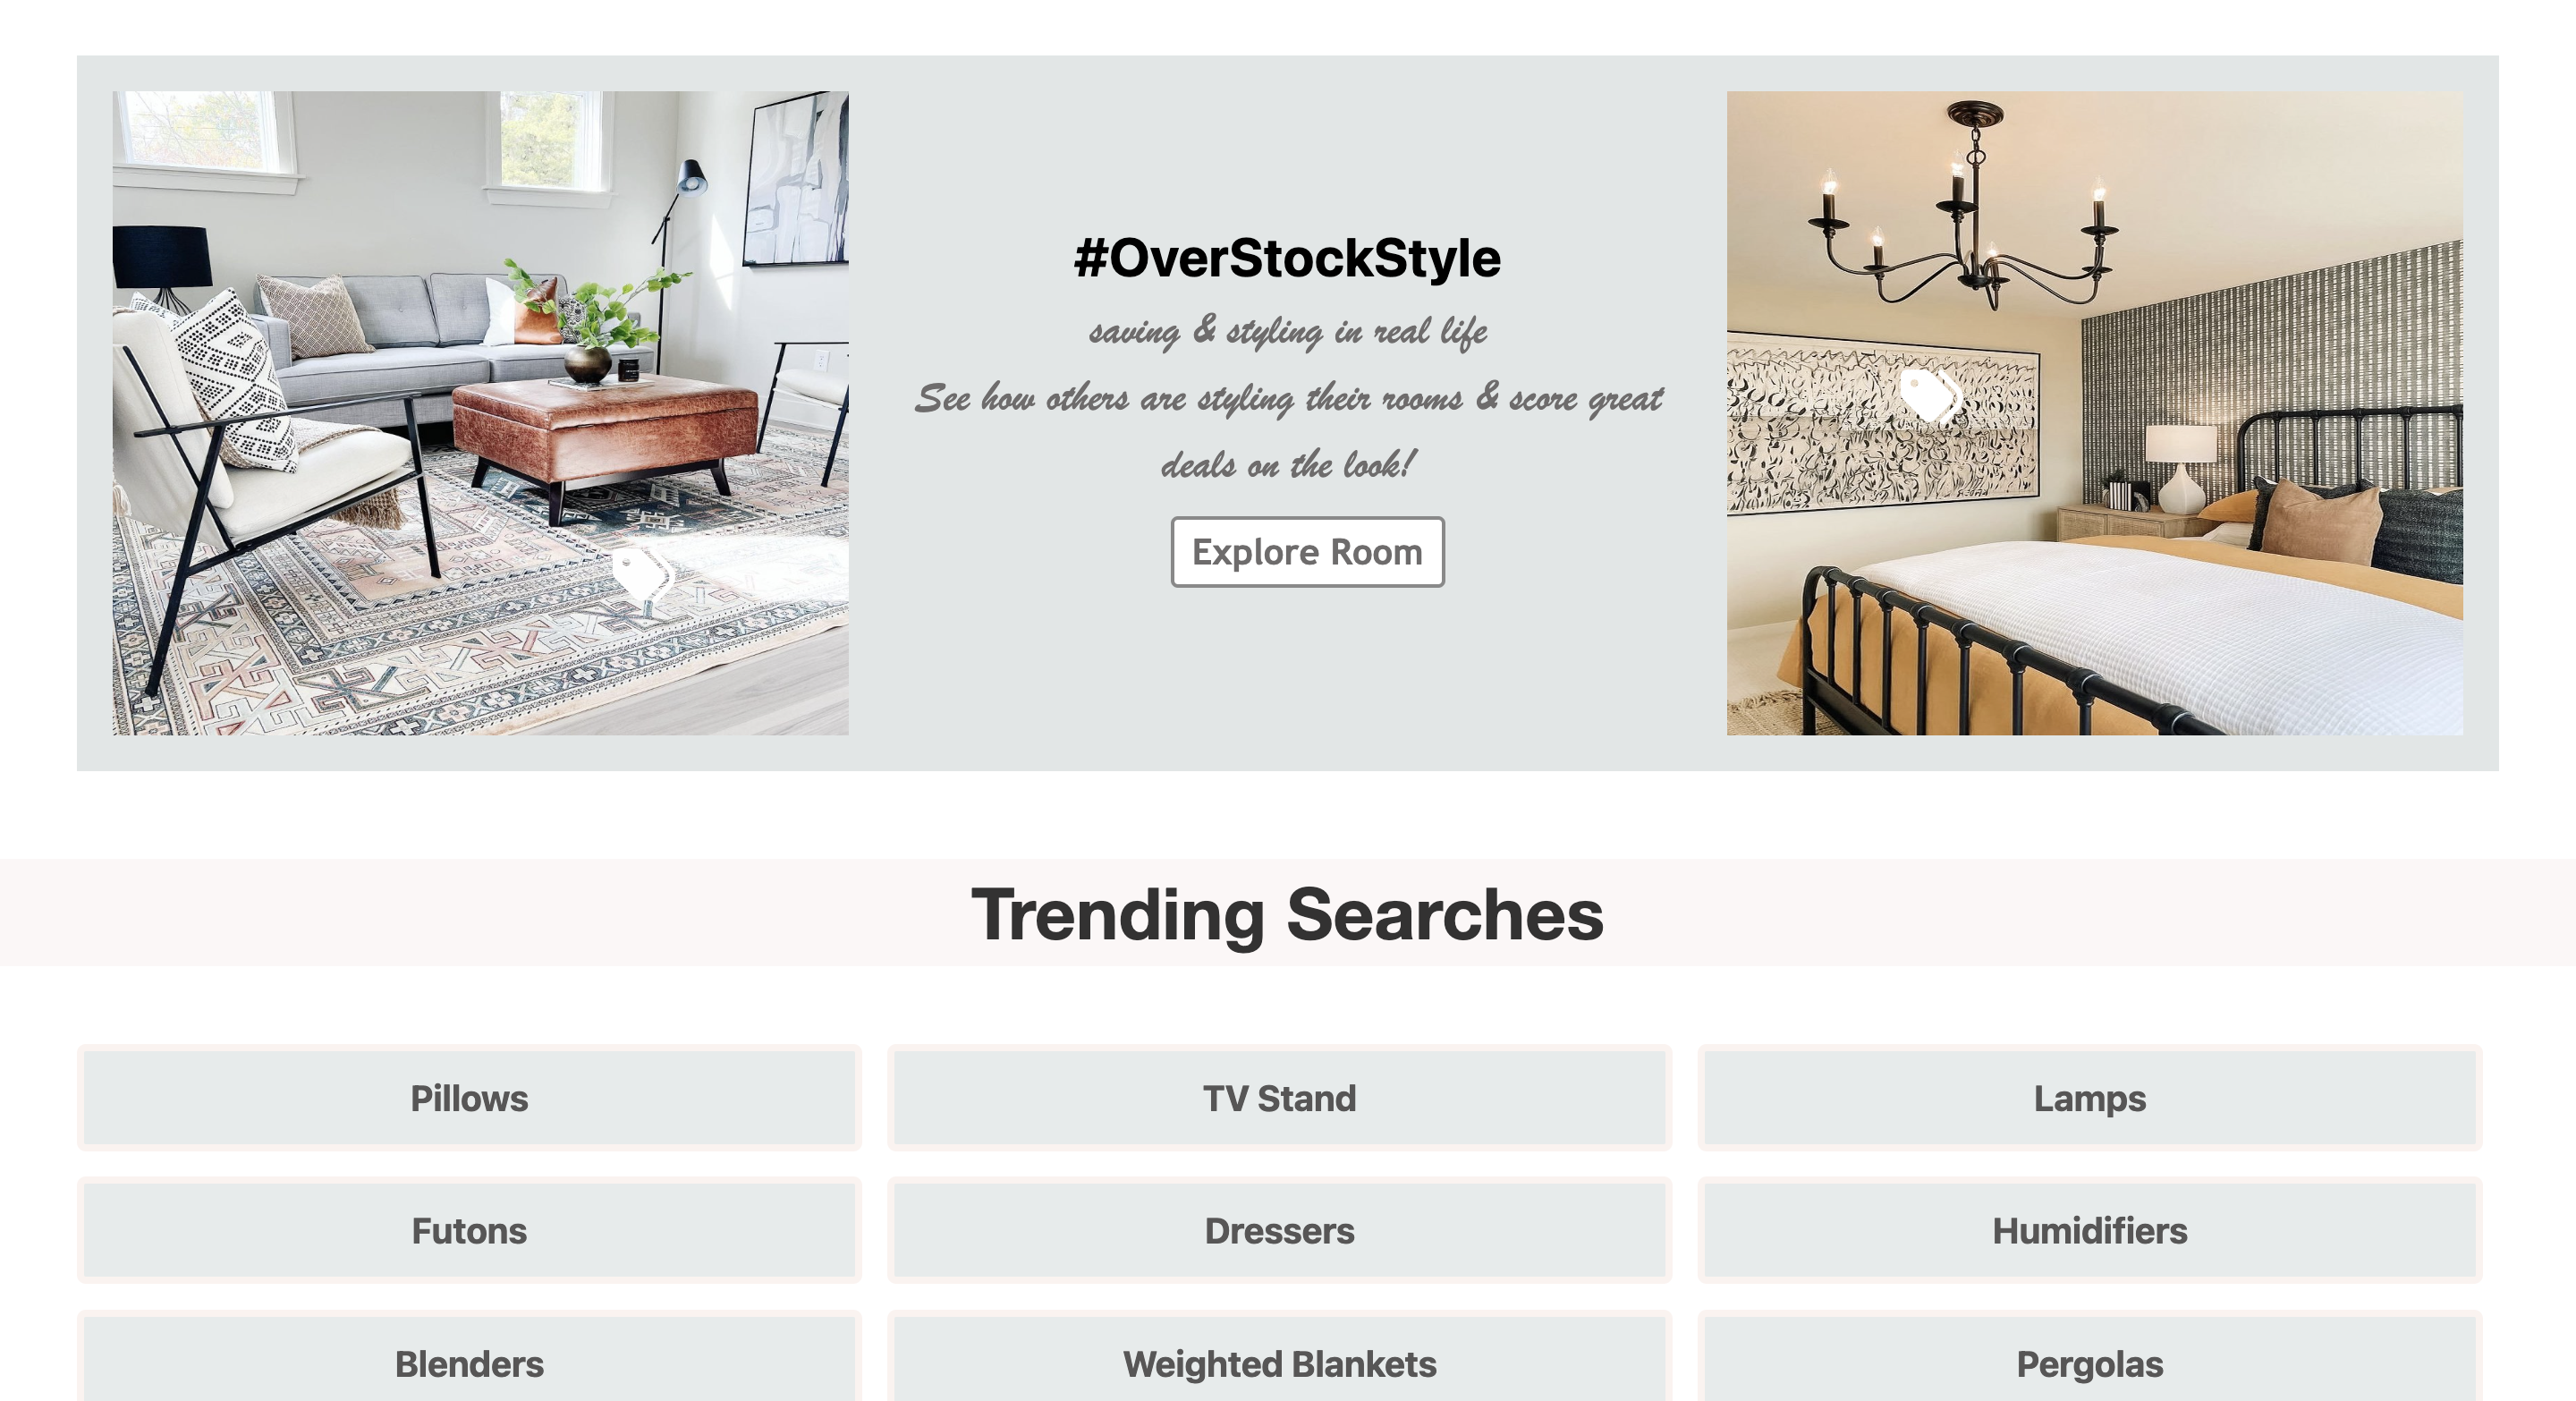 #OverStockStyle
saving & styling in real life
See how others are styling their rooms & score great
deals on the look!
Explore Room
Trending Searches
Pillows
TV Stand
Lamps
Futons
Dressers
Humidifiers
Blenders
Weighted Blankets
Pergolas